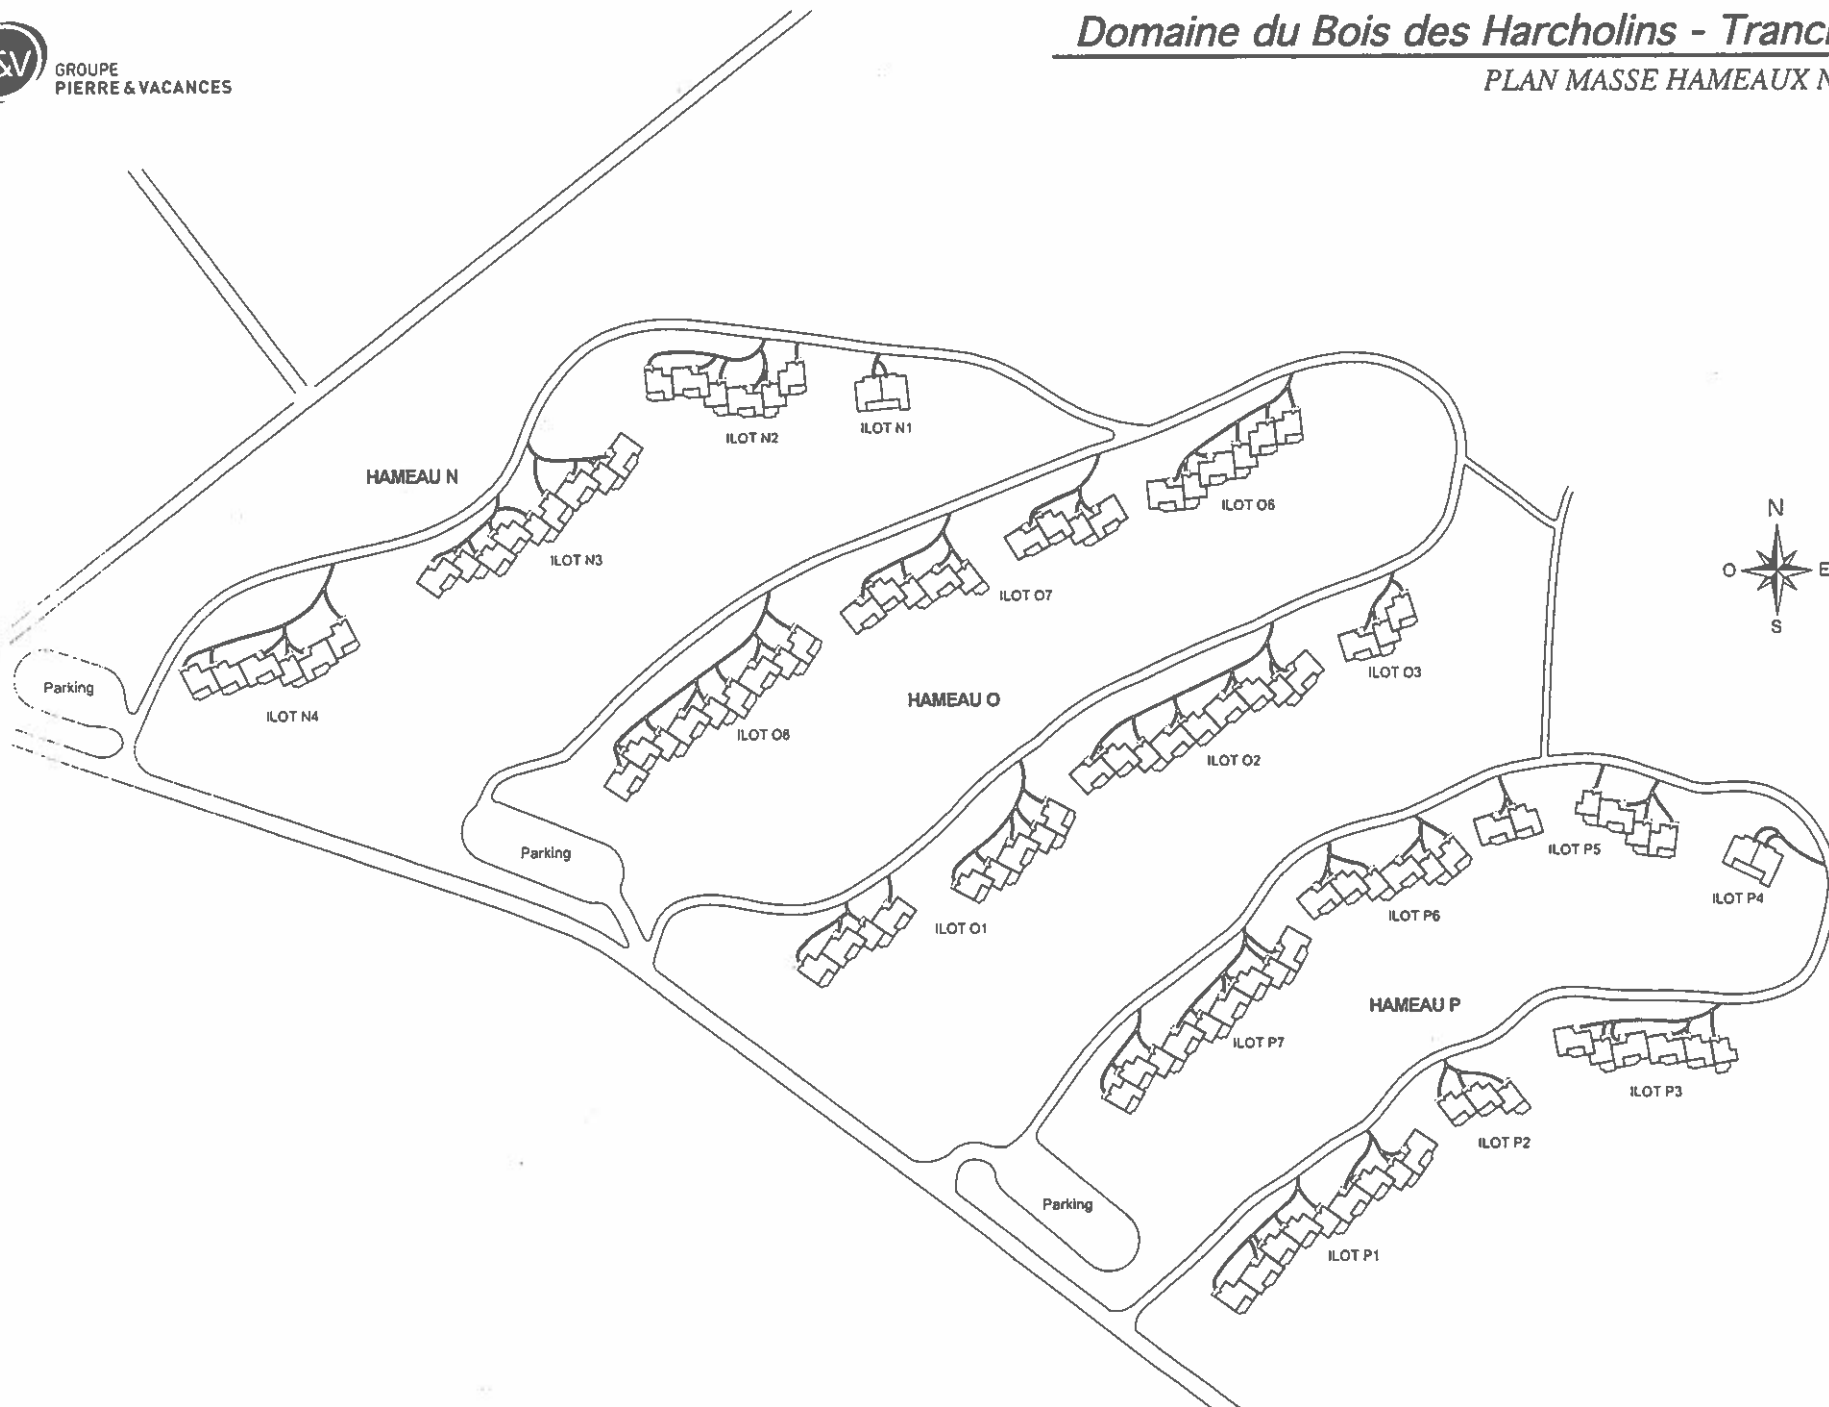 &V
GROUPE
PIERRE & VACANCES
Domaine du Bois des Harcholins - Tranc
PLAN MASSE HAMEAUX N
ILOT N2
ILOT N1
HAMEAU N
ILOT O6
N
ILOT N3
O
E
ILOT O7
S
ILOT O3
Parking
HAMEAU O
ILOT N4
ILOT O8
ILOT O2
Parking
ILOT P5
ILOT P4
ILOT P6
ILOT O1
HAMEAU P
ILOT P7
ILOT P3
ILOT P2
Parking
ILOT P1